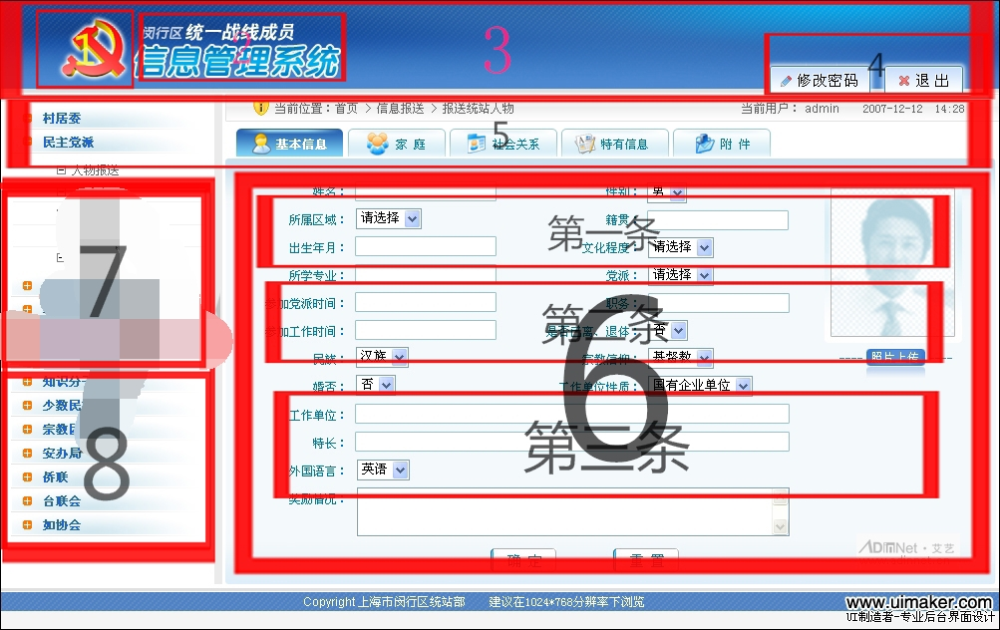 闵行区 统一战线成员
信息管理系统
2
3
4
修改密码 退 出
当前位置：首页 > 信息报送 > 报送统站人物 当前用户： admin 2007-12-12 14:28
5
基本信息 家 庭 社会关系 特有信息 附 件
村居委
民主党派
人物报送
7
知识分
少数民
宗教
安办局
侨联
台联会
知协会
8
姓名： 性别： 男
所属区域： 请选择 籍贯
第一条
出生年月： 文化程度： 请选择
所学专业： 党派： 请选择
参加党派时间： 职务
第二条
参加工作时间： 是否已离、退休： 否
6
民族： 汉族 宗教信仰： 基督教
照片上传
婚否： 否 工作单位性质： 国有企业单位
工作单位：
特长：
第三条
外国语言： 英语
奖励情况：
ADiNet・艾艺
确 定 重 置
Copyright 上海市闵行区统站部 建议在1024*768分辨率下浏览
www.uimaker.com
UI制造者-专业后台界面设计